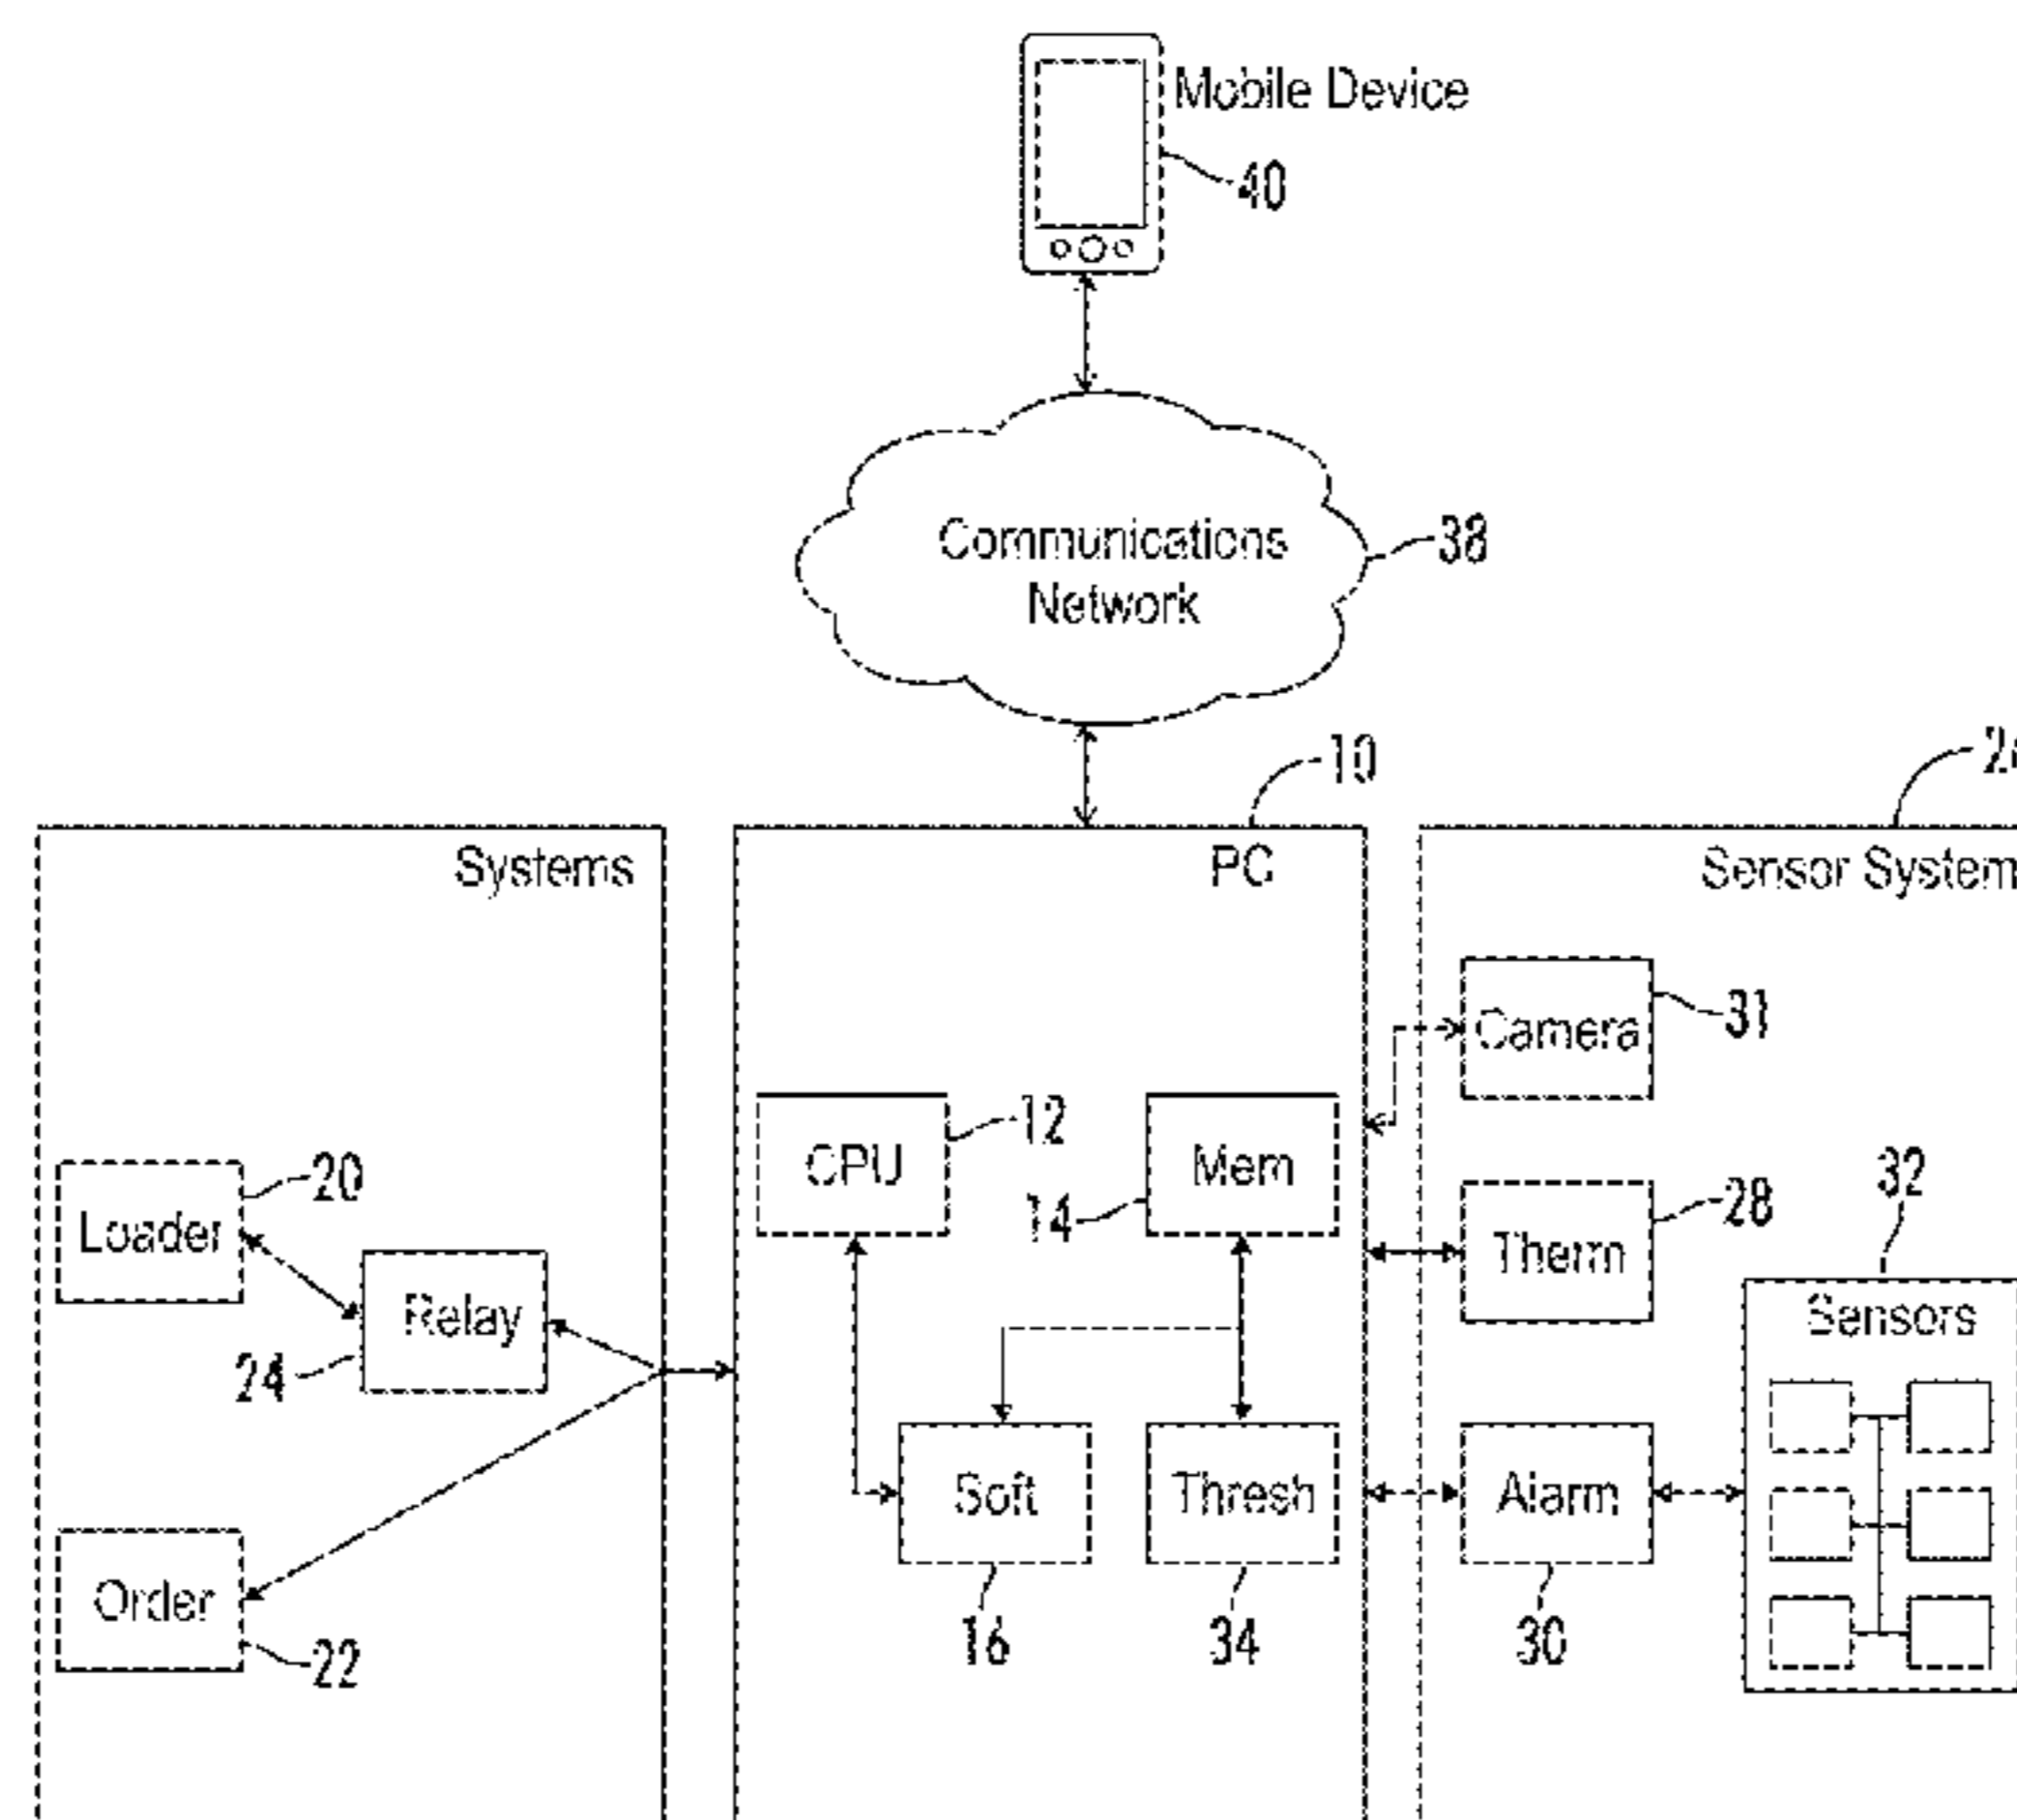 Mobile Device
40
Communications
Network
38
10
Systems
PC
Sensor System
Camera
31
CPU
12
Mem
14
Therm
28
32
Loader
20
Relay
24
Sensors
Soft
Thresh
Alarm
Order
22
16
34
30